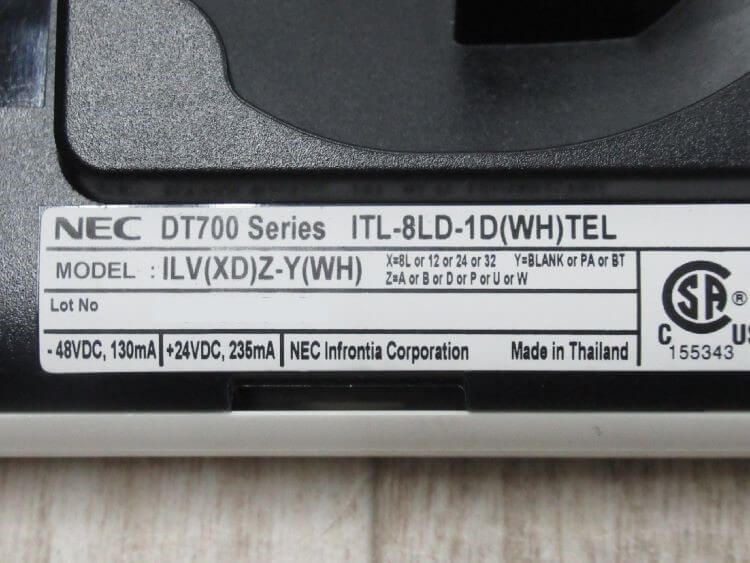 NEC DT700 Series ITL-8LD-1D(WH)TEL
MODEL : ILV(XD)Z-Y(WH) X=8L or 12 or 24 or 32 Y=BLANK or PA or BT
Z=A or B or D or P or U or W
Lot No
- 48VDC, 130mA +24VDC, 235mA NEC Infrontia Corporation Made in Thailand
CSA ®
C US
155343